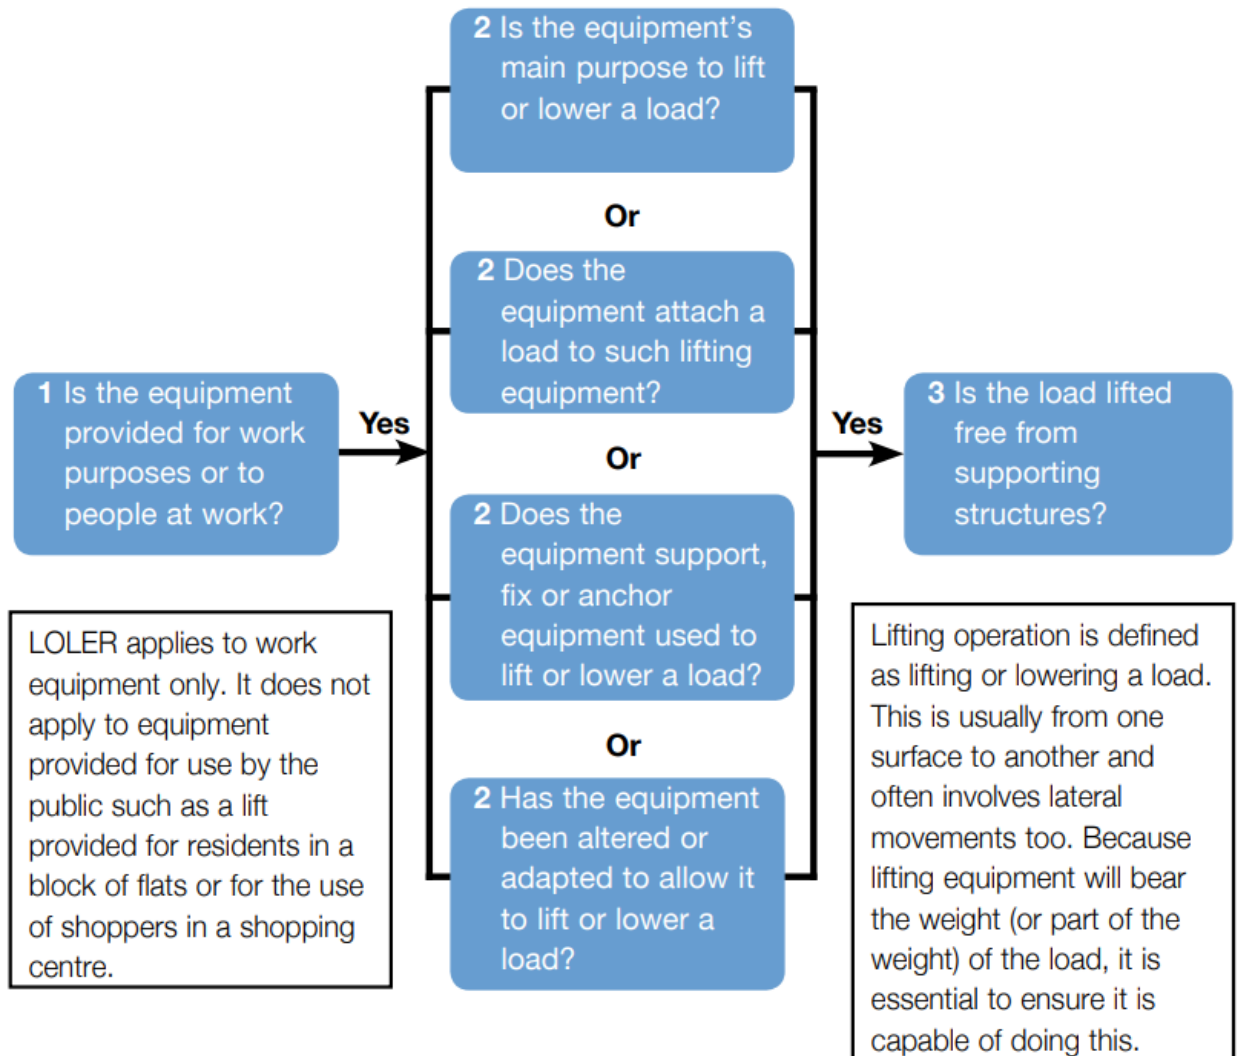 1 Is the equipment
provided for work
purposes or to
people at work?
LOLER applies to work
equipment only. It does not
apply to equipment
provided for use by the
public such as a lift
provided for residents in a
block of flats or for the use
of shoppers in a shopping
centre.
Yes
2 Is the equipment's
main purpose to lift
or lower a load?
Or
2 Does the
equipment attach a
load to such lifting
equipment?
Or
2 Does the
equipment support,
fix or anchor
equipment used to
lift or lower a load?
Or
2 Has the equipment
been altered or
adapted to allow it
to lift or lower a
load?
Yes
3 Is the load lifted
free from
supporting
structures?
Lifting operation is defined
as lifting or lowering a load.
This is usually from one
surface to another and
often involves lateral
movements too. Because
lifting equipment will bear
the weight (or part of the
weight) of the load, it is
essential to ensure it is
capable of doing this.